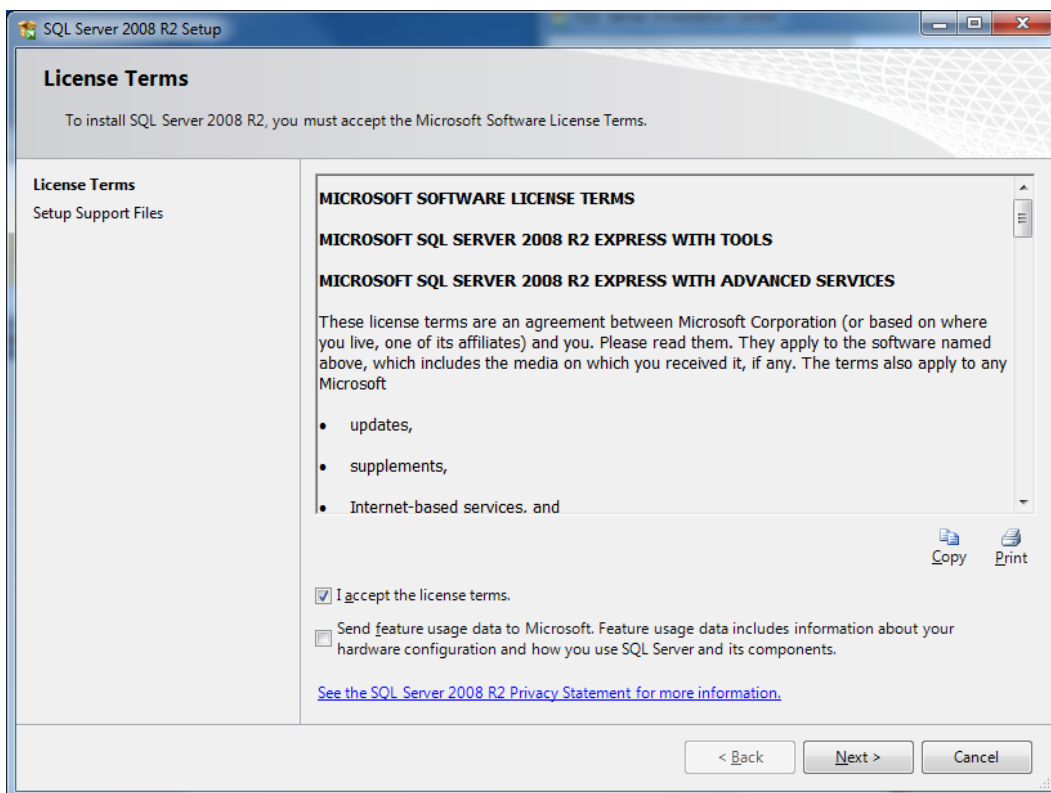 SQL Server 2008 R2 Setup
License Terms
To install SQL Server 2008 R2, you must accept the Microsoft Software License Terms.
License Terms
Setup Support Files
MICROSOFT SOFTWARE LICENSE TERMS
MICROSOFT SQL SERVER 2008 R2 EXPRESS WITH TOOLS
MICROSOFT SQL SERVER 2008 R2 EXPRESS WITH ADVANCED SERVICES
These license terms are an agreement between Microsoft Corporation (or based on where
you live, one of its affiliates) and you. Please read them. They apply to the software named
above, which includes the media on which you received it, if any. The terms also apply to any
Microsoft
• updates,
• supplements,
• Internet-based services, and
Copy Print
I accept the license terms.
Send feature usage data to Microsoft. Feature usage data includes information about your
hardware configuration and how you use SQL Server and its components.
See the SQL Server 2008 R2 Privacy Statement for more information.
< Back Next > Cancel